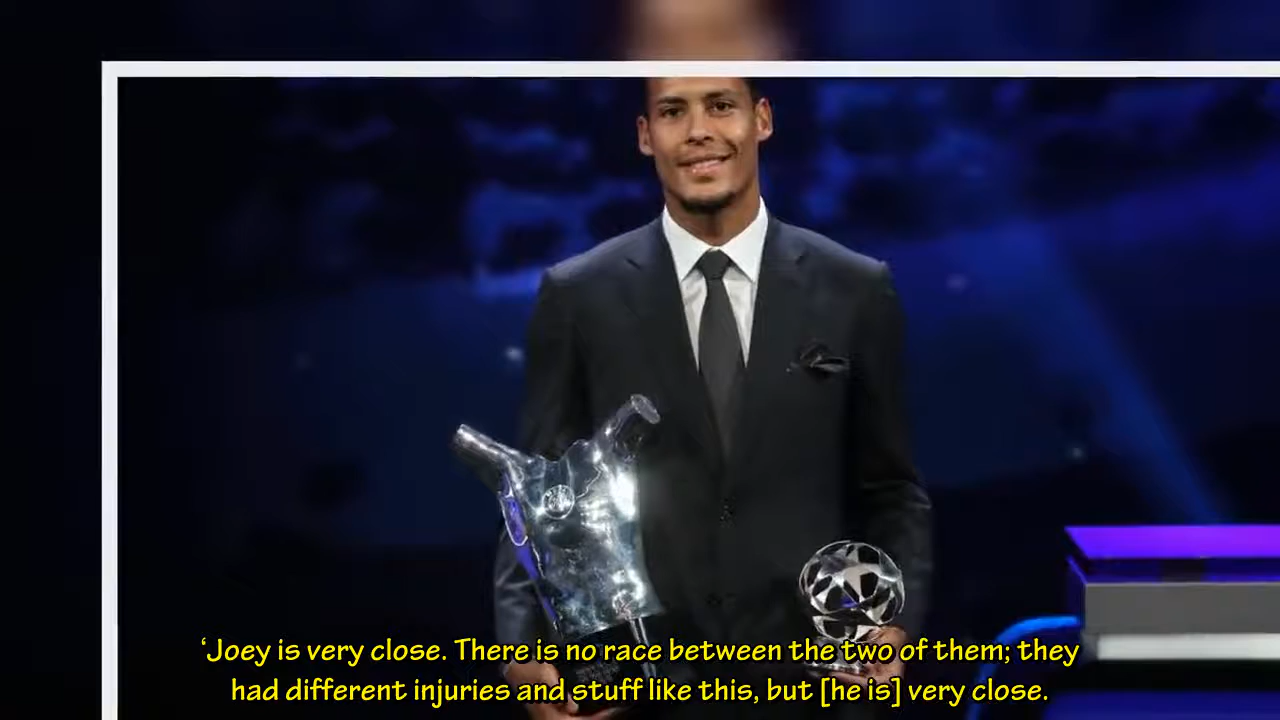 ‘Joey is very close. There is no race between the two of them; they
had different injuries and stuff like this, but [he is] very close.